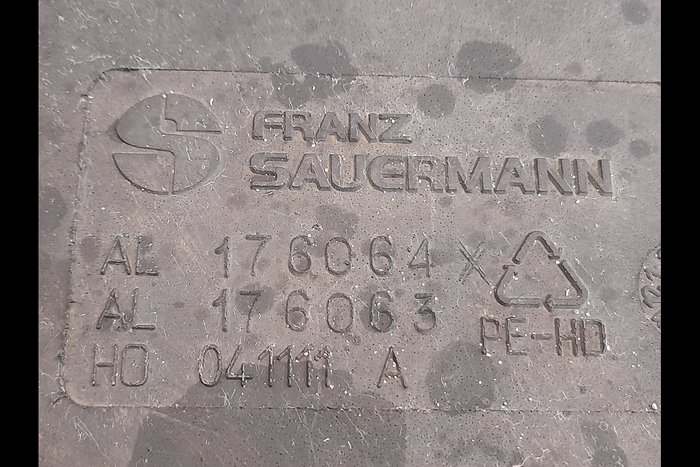 FRANZ
SAUERMANN
AL 176064 X
AL 176063
HO 041111 A
PE-HD